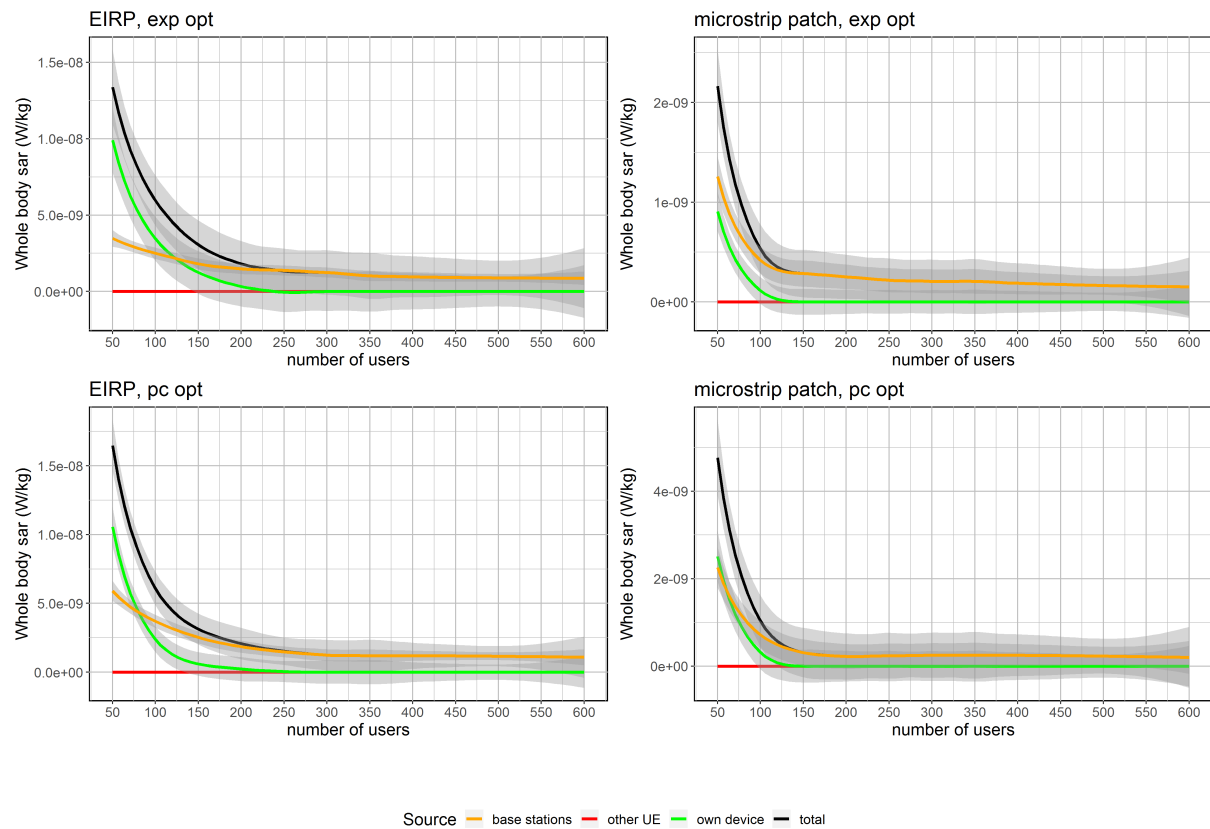 EIRP, exp opt
Whole body sar (W/kg)
1.5e-08
1.0e-08
5.0e-09
0.0e+00
50 100 150 200 250 300 350 400 450 500 550 600
number of users
microstrip patch, exp opt
Whole body sar (W/kg)
2e-09
1e-09
0e+00
50 100 150 200 250 300 350 400 450 500 550 600
number of users
EIRP, pc opt
Whole body sar (W/kg)
1.5e-08
1.0e-08
5.0e-09
0.0e+00
50 100 150 200 250 300 350 400 450 500 550 600
number of users
microstrip patch, pc opt
Whole body sar (W/kg)
4e-09
2e-09
0e+00
50 100 150 200 250 300 350 400 450 500 550 600
number of users
Source base stations other UE own device total